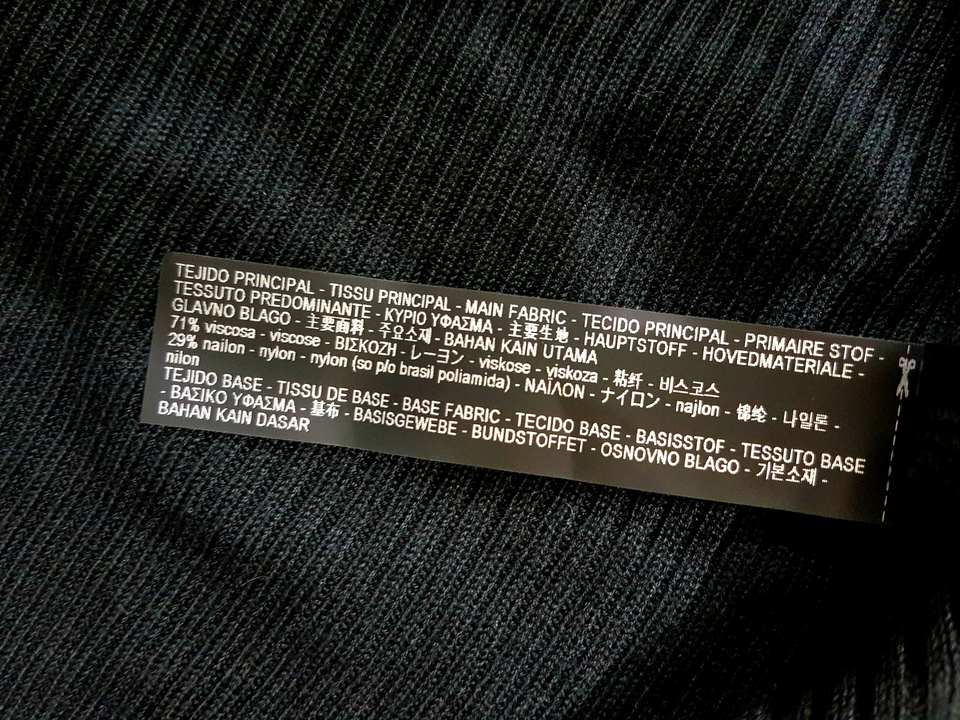 TEJIDO PRINCIPAL - TISSU PRINCIPAL - MAIN FABRIC - TECIDO PRINCIPAL - PRIMAIRE STOF -
TESSUTO PREDOMINANTE - ΚΥΡΙΟ ΥΦΑΣΜΑ - 主要生地 - HAUPTSTOFF - HOVEDMATERIALE -
GLAVNO BLAGO - 主要面料 - 주요소재 - BAHAN KAIN UTAMA
71% viscosa - viscose - ΒΙΣΚΟΖΗ - レーヨン - viskose - viskoza - 粘纤 - 비스코스
29% nailon - nylon - nylon (so p/o brasil poliamida) - ΝΑΪΛΟΝ - ナイロン - najlon - 锦纶 - 나일론 -
nilon
TEJIDO BASE - TISSU DE BASE - BASE FABRIC - TECIDO BASE - BASISSTOF - TESSUTO BASE
- ΒΑΣΙΚΟ ΥΦΑΣΜΑ - 基布 - BASISGEWEBE - BUNDSTOFFET - OSNOVNO BLAGO - 기본소재 -
BAHAN KAIN DASAR